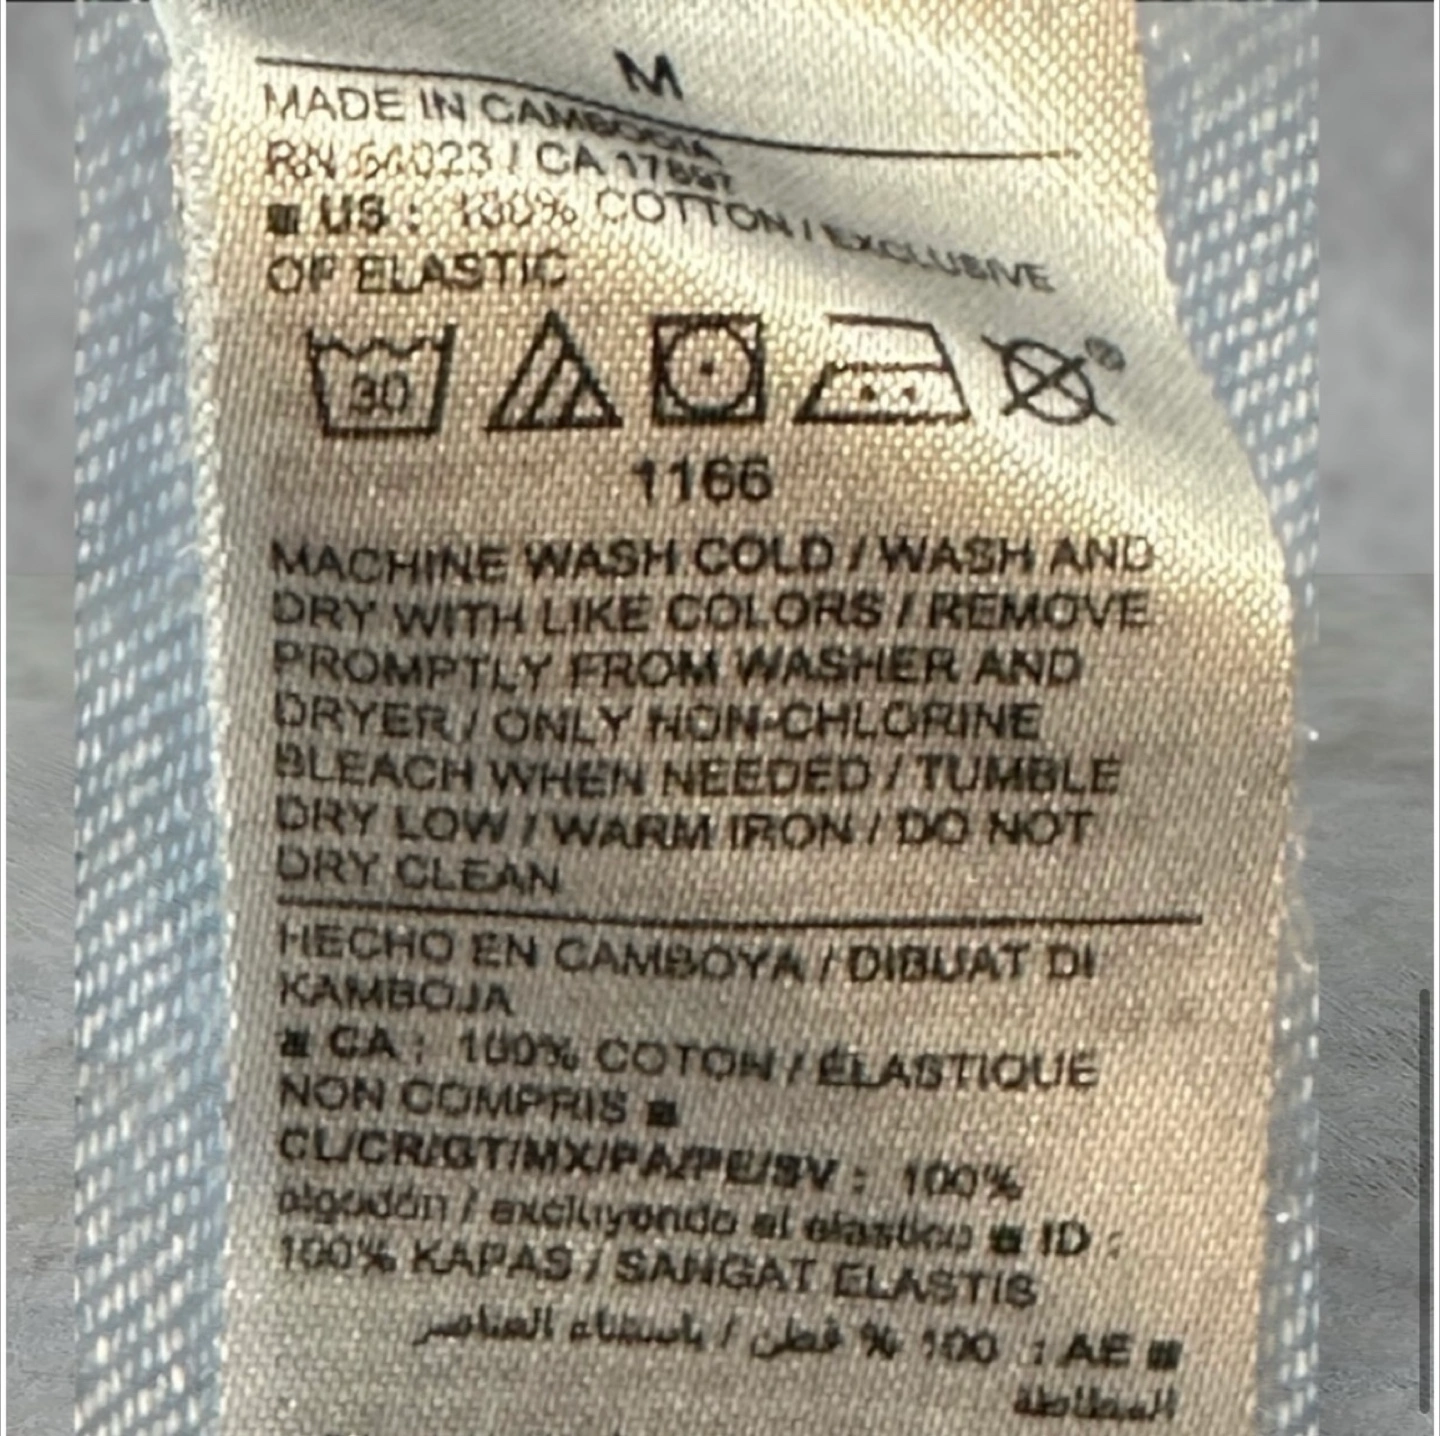 M
MADE IN CAMBODIA
RN 54023 / CA 17897
■ US : 100% COTTON / EXCLUSIVE
OF ELASTIC
30
1166
MACHINE WASH COLD / WASH AND
DRY WITH LIKE COLORS / REMOVE
PROMPTLY FROM WASHER AND
DRYER / ONLY NON-CHLORINE
BLEACH WHEN NEEDED / TUMBLE
DRY LOW / WARM IRON / DO NOT
DRY CLEAN
HECHO EN CAMBOYA / DIBUAT DI
KAMBOJA
■ CA : 100% COTON / ÉLASTIQUE
NON COMPRIS ■
CL/CR/GT/MX/PA/PE/SV : 100%
algodón / excluyendo el elastico ■ ID :
100% KAPAS / SANGAT ELASTIS
■ AE : 100 % قطن / باستثناء العناصر
المطاطة